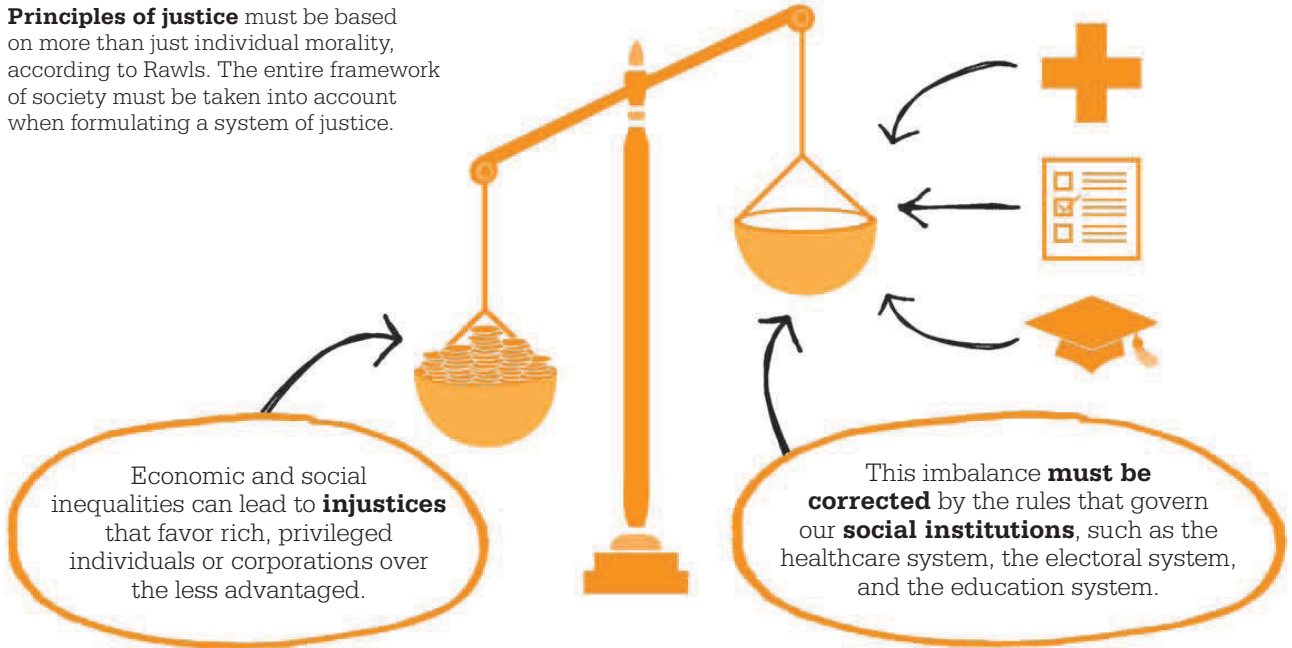 Principles of justice must be based
on more than just individual morality,
according to Rawls. The entire framework
of society must be taken into account
when formulating a system of justice.
Economic and social
inequalities can lead to injustices
that favor rich, privileged
individuals or corporations over
the less advantaged.
This imbalance must be
corrected by the rules that govern
our social institutions, such as the
healthcare system, the electoral system,
and the education system.